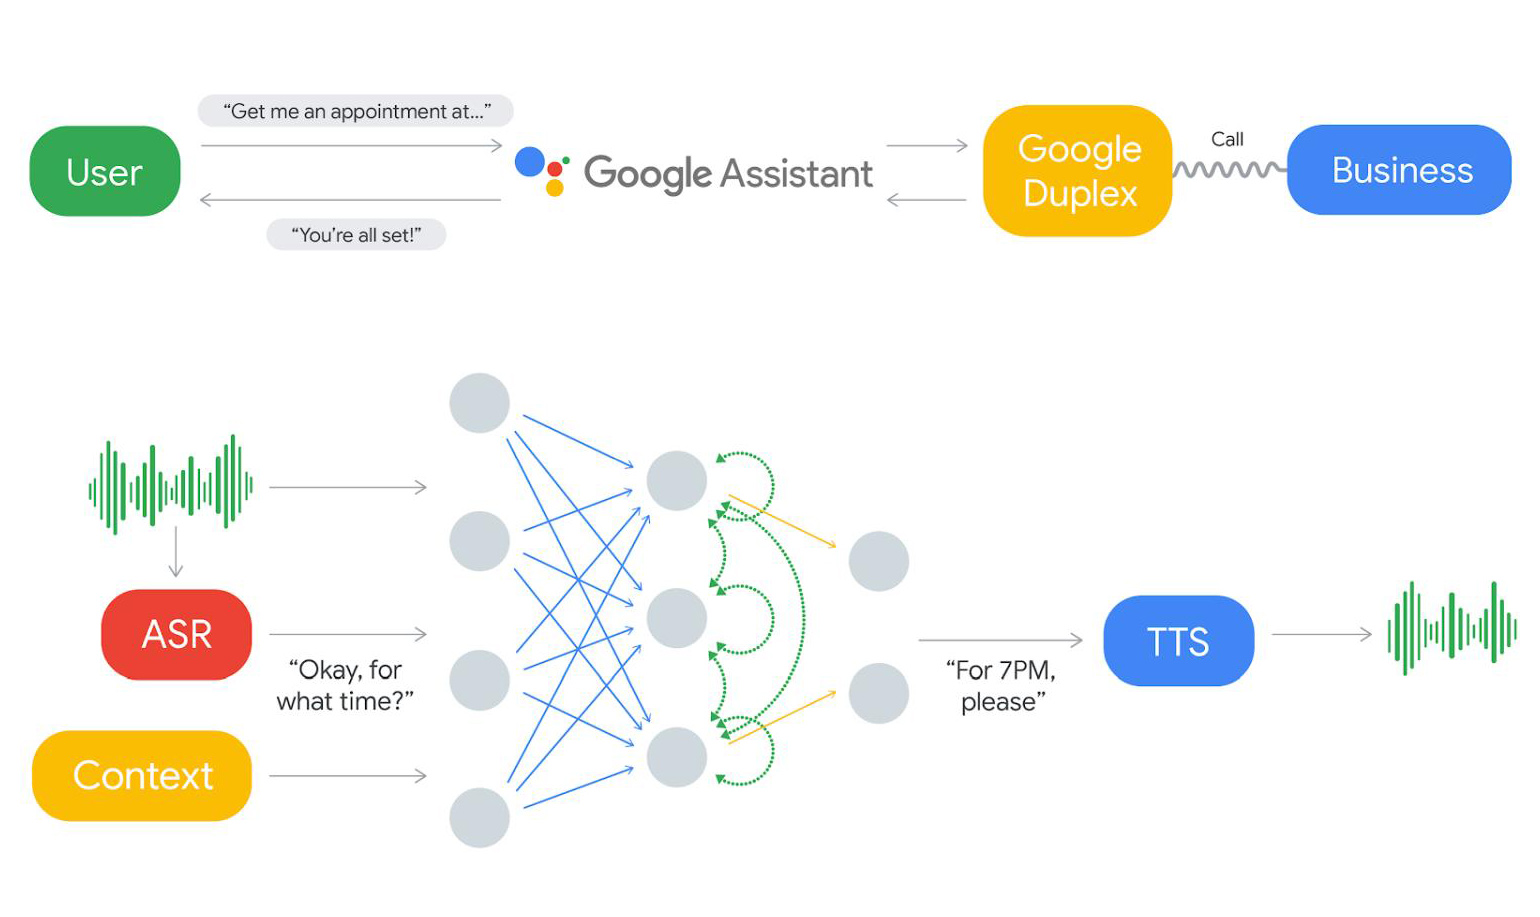 “Get me an appointment at...”
User
Google Assistant
“You’re all set!”
Google
Duplex
Call
Business
ASR
“Okay, for
what time?”
Context
“For 7PM,
please”
TTS